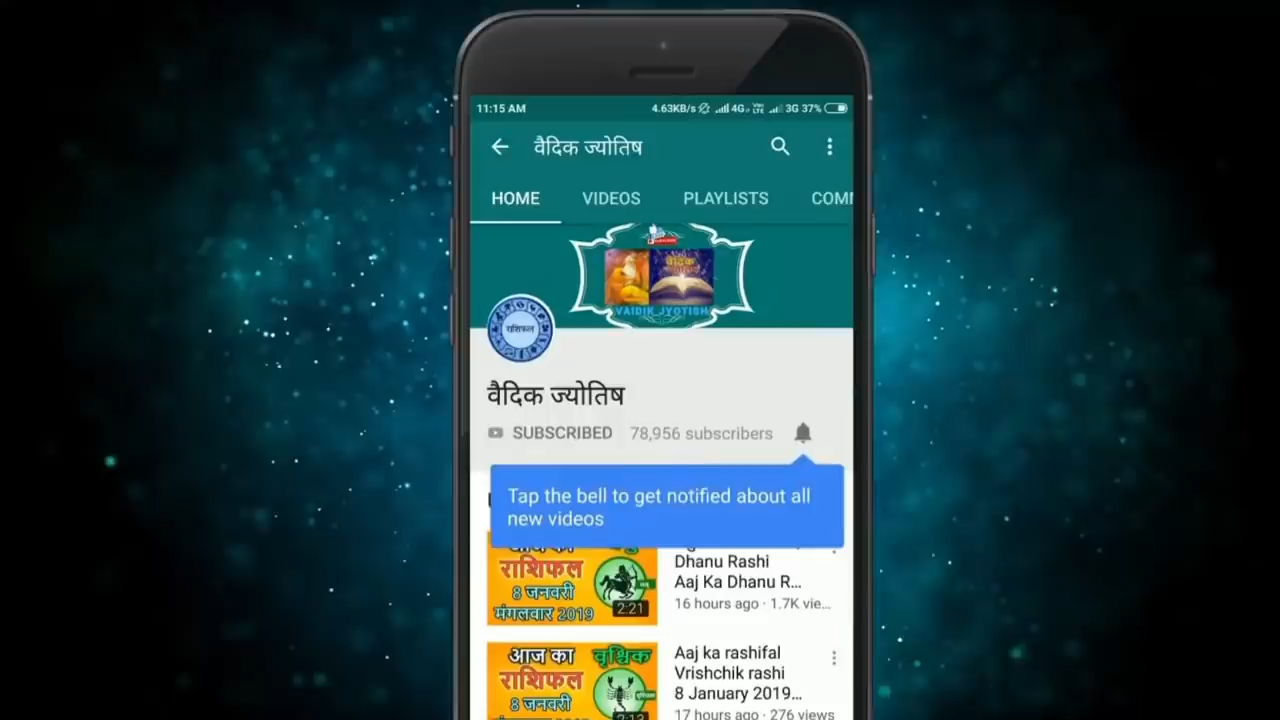 11:15 AM
4.63KB/s 4G 3G 37%
वैदिक ज्योतिष
HOME VIDEOS PLAYLISTS COMM
वैदिक
VAIDIK JYOTISH
राशिफल
वैदिक ज्योतिष
SUBSCRIBED 78,956 subscribers
Tap the bell to get notified about all
new videos
आज का
राशिफल
8 जनवरी
मंगलवार 2019
2:21
Dhanu Rashi
Aaj Ka Dhanu R...
16 hours ago · 1.7K vie...
आज का वृश्चिक
राशिफल
8 जनवरी
Aaj ka rashifal
Vrishchik rashi
8 January 2019...
17 hours ago · 276 views